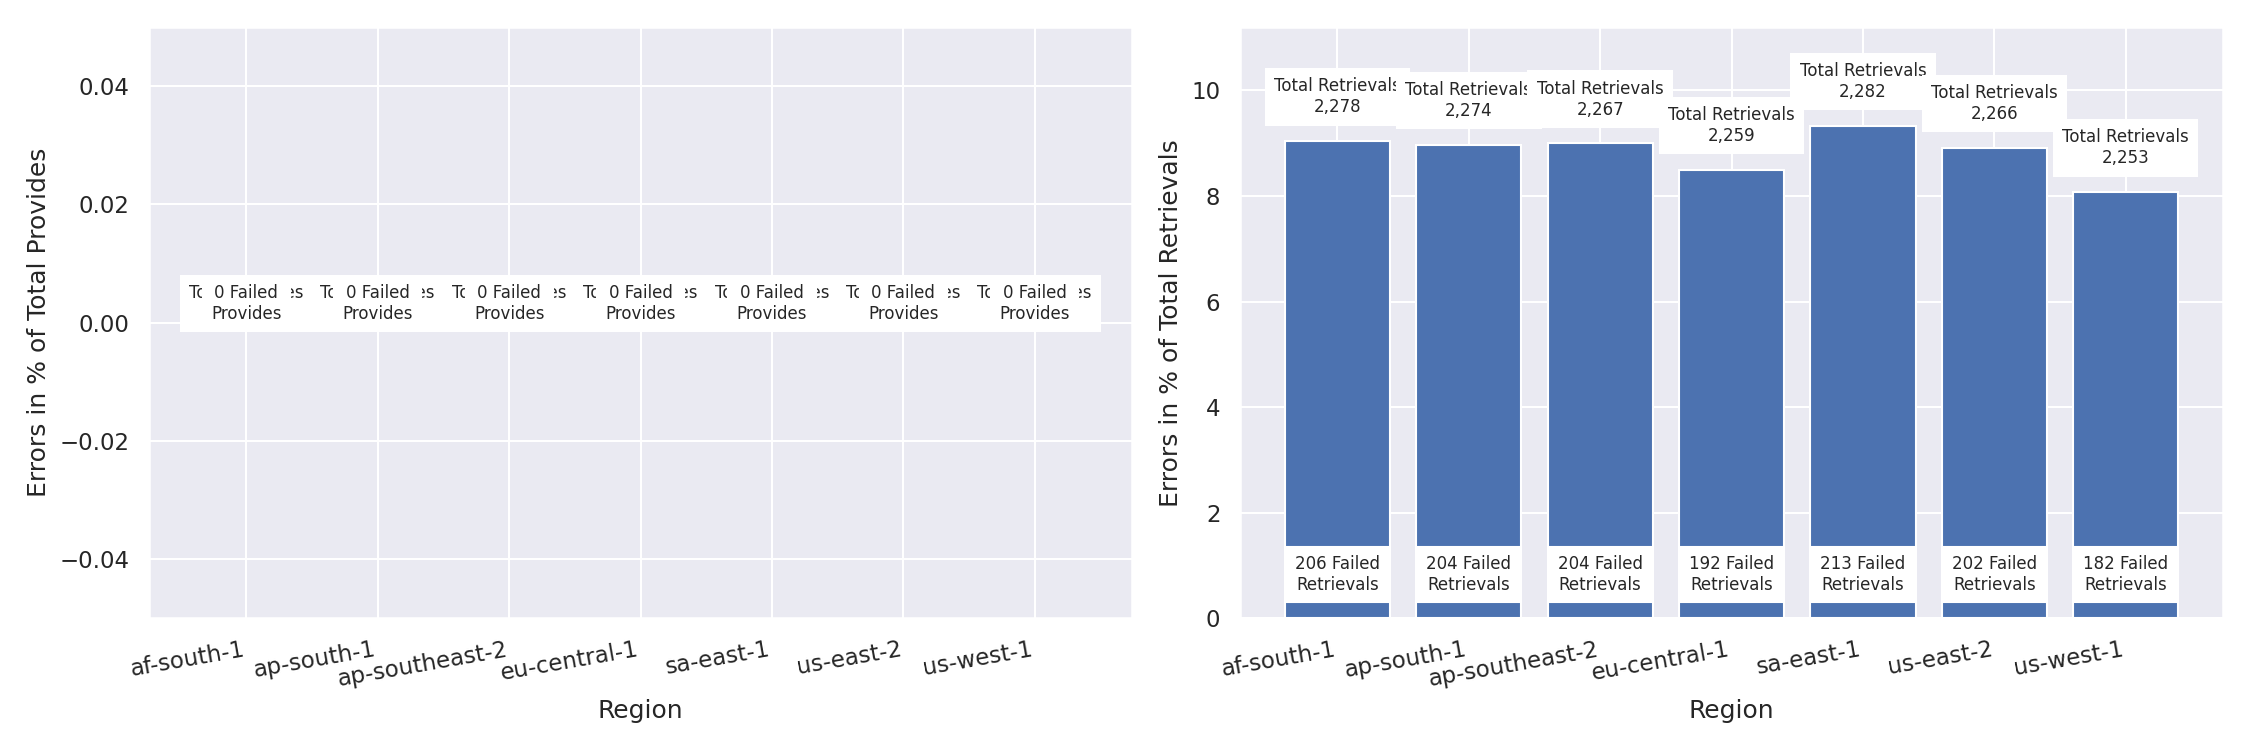 Errors in % of Total Provides
0.04
0.02
0.00
−0.02
−0.04
0 Failed
Provides
0 Failed
Provides
0 Failed
Provides
0 Failed
Provides
0 Failed
Provides
0 Failed
Provides
0 Failed
Provides
af-south-1
ap-south-1
ap-southeast-2
eu-central-1
sa-east-1
us-east-2
us-west-1
Region
Errors in % of Total Retrievals
10
8
6
4
2
0
Total Retrievals
2,278
Total Retrievals
2,274
Total Retrievals
2,267
Total Retrievals
2,259
Total Retrievals
2,282
Total Retrievals
2,266
Total Retrievals
2,253
206 Failed
Retrievals
204 Failed
Retrievals
204 Failed
Retrievals
192 Failed
Retrievals
213 Failed
Retrievals
202 Failed
Retrievals
182 Failed
Retrievals
af-south-1
ap-south-1
ap-southeast-2
eu-central-1
sa-east-1
us-east-2
us-west-1
Region